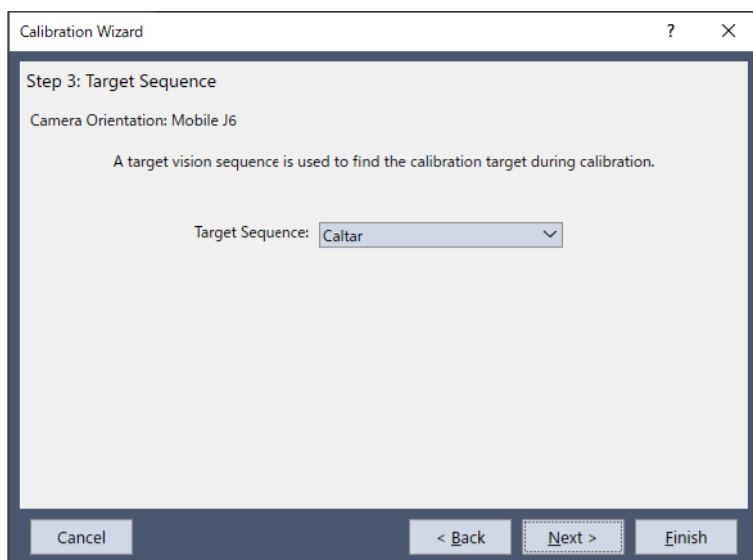 Calibration Wizard ?
Step 3: Target Sequence
Camera Orientation: Mobile J6
A target vision sequence is used to find the calibration target during calibration.
Target Sequence: Caltar
Cancel < Back Next > Finish